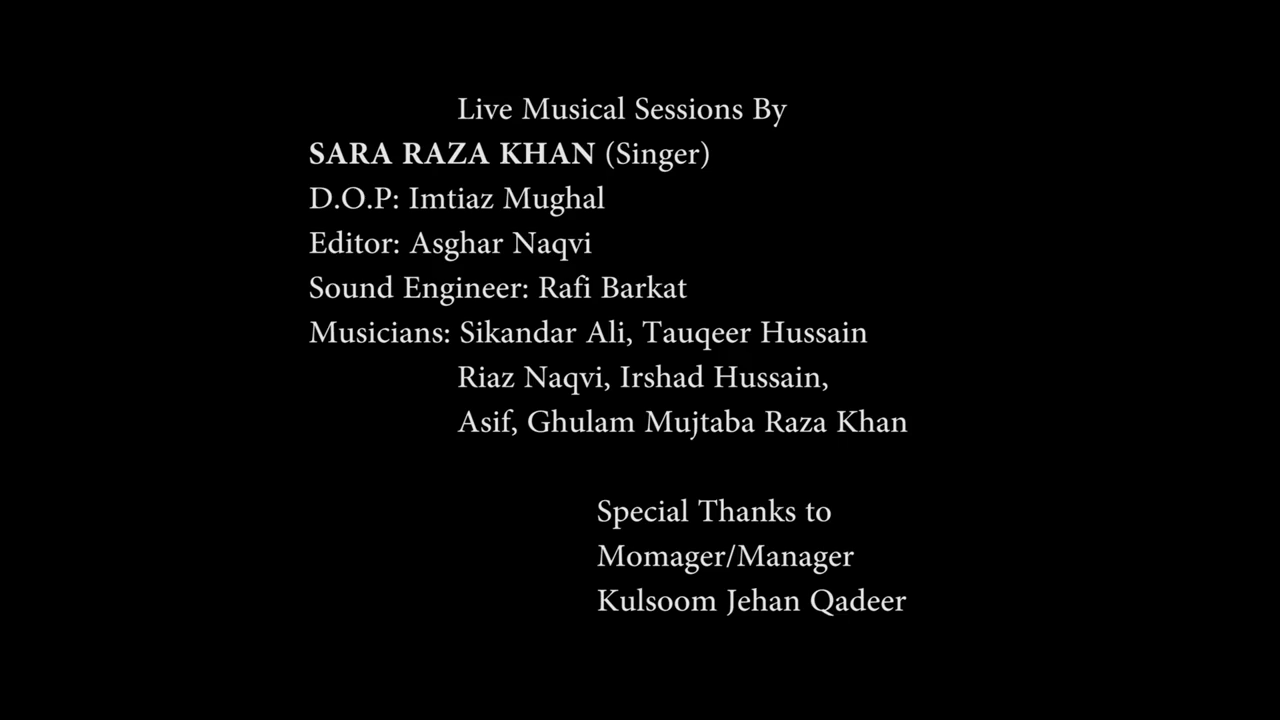 Live Musical Sessions By
SARA RAZA KHAN (Singer)
D.O.P: Imtiaz Mughal
Editor: Asghar Naqvi
Sound Engineer: Rafi Barkat
Musicians: Sikandar Ali, Tauqeer Hussain
Riaz Naqvi, Irshad Hussain,
Asif, Ghulam Mujtaba Raza Khan
Special Thanks to
Momager/Manager
Kulsoom Jehan Qadeer